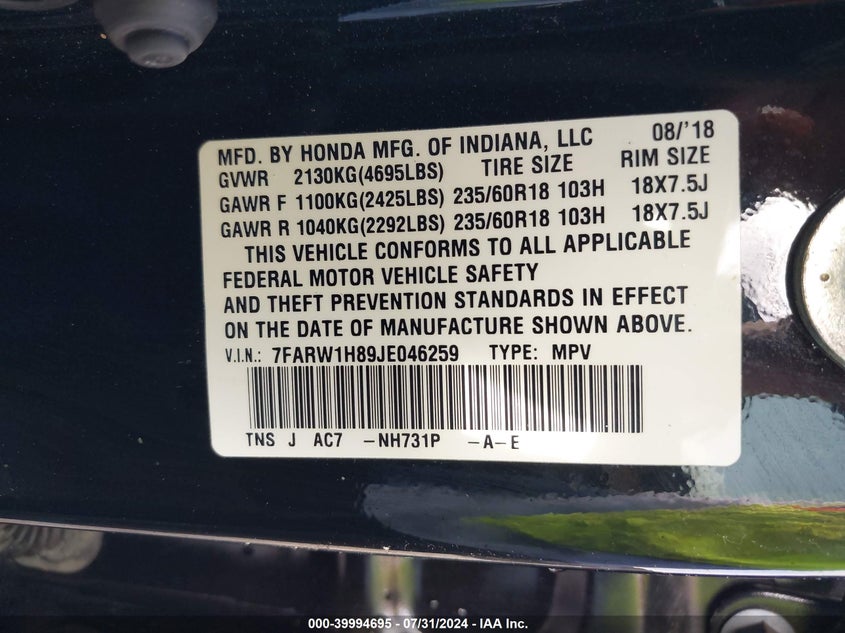 MFD. BY HONDA MFG. OF INDIANA, LLC 08/'18
GVWR 2130KG(4695LBS) TIRE SIZE RIM SIZE
GAWR F 1100KG(2425LBS) 235/60R18 103H 18X7.5J
GAWR R 1040KG(2292LBS) 235/60R18 103H 18X7.5J
THIS VEHICLE CONFORMS TO ALL APPLICABLE
FEDERAL MOTOR VEHICLE SAFETY
AND THEFT PREVENTION STANDARDS IN EFFECT
ON THE DATE OF MANUFACTURE SHOWN ABOVE.
V.I.N.: 7FARW1H89JE046259 TYPE: MPV
TNS J AC7 -NH731P -A-E
000-39994695 - 07/31/2024 - IAA Inc.